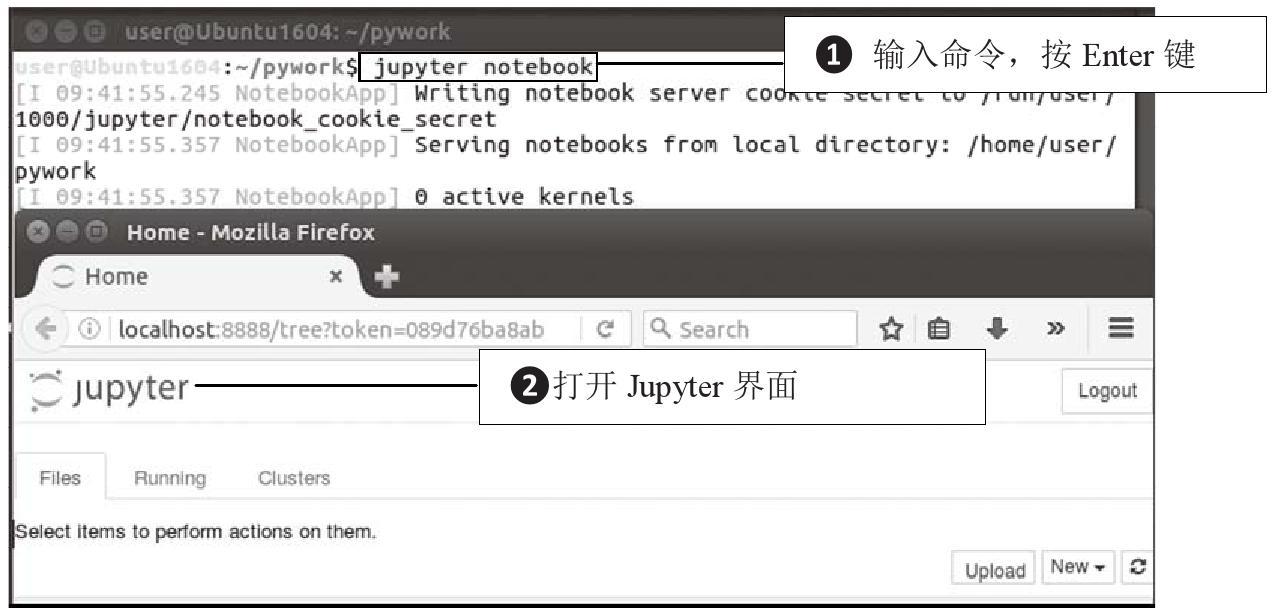 user@Ubuntu1604: ~/pywork
user@Ubuntu1604:~/pywork$ jupyter notebook
❶ 输入命令，按 Enter 键
[I 09:41:55.245 NotebookApp] Writing notebook server cookie secret to /run/user/
1000/jupyter/notebook_cookie_secret
[I 09:41:55.357 NotebookApp] Serving notebooks from local directory: /home/user/
pywork
[I 09:41:55.357 NotebookApp] 0 active kernels
Home - Mozilla Firefox
Home
localhost:8888/tree?token=089d76ba8ab
Search
jupyter
❷打开 Jupyter 界面
Logout
Files Running Clusters
Select items to perform actions on them.
Upload New